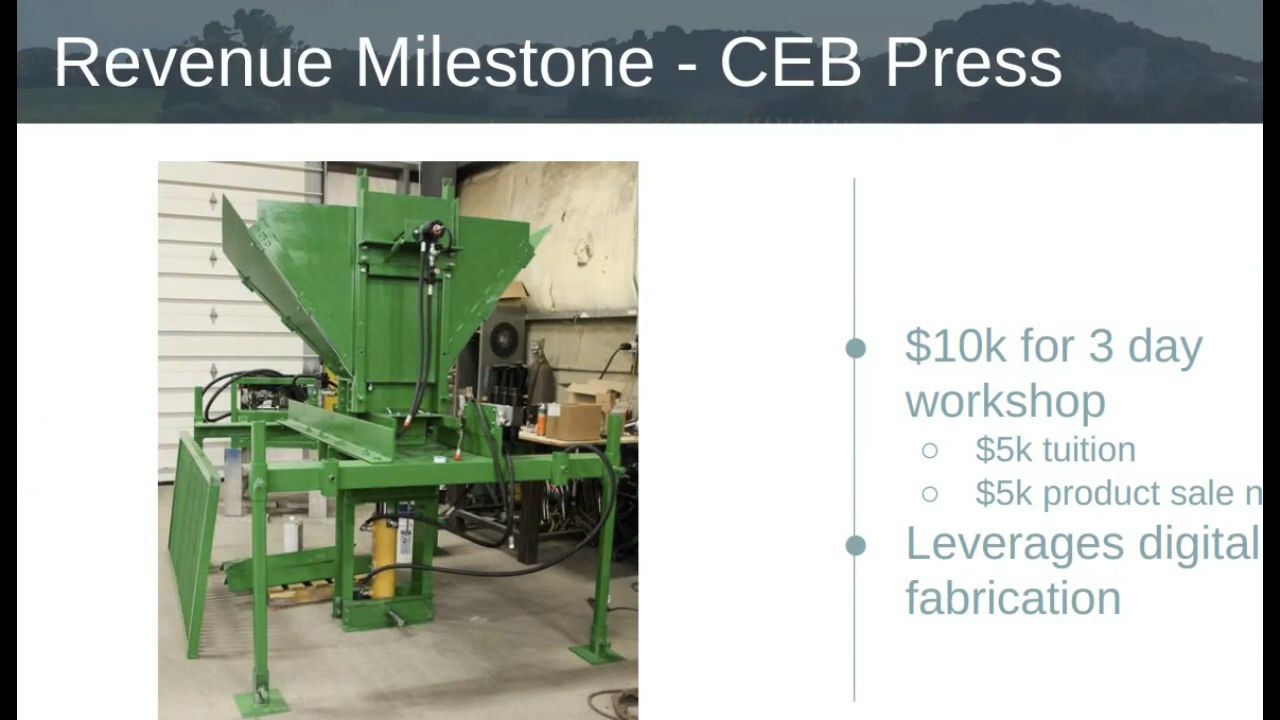 Revenue Milestone - CEB Press
$10k for 3 day
workshop
$5k tuition
$5k product sale n
Leverages digital
fabrication